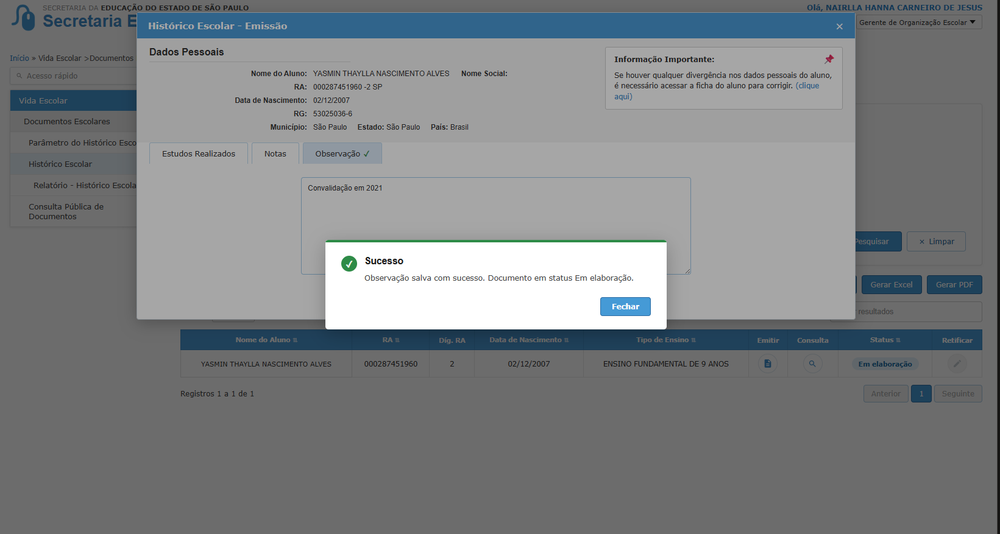 SECRETARIA DA EDUCAÇÃO DO ESTADO DE SÃO PAULO
Secretaria E
Olá, NAIRLLA HANNA CARNEIRO DE JESUS
Gerente de Organização Escolar
Início » Vida Escolar >Documentos
Acesso rápido
Vida Escolar
Documentos Escolares
Parâmetro do Histórico Esco
Histórico Escolar
Relatório - Histórico Escola
Consulta Pública de
Documentos
Histórico Escolar - Emissão
Dados Pessoais
Nome do Aluno: YASMIN THAYLLA NASCIMENTO ALVES Nome Social:
RA: 000287451960 -2 SP
Data de Nascimento: 02/12/2007
RG: 53025036-6
Município: São Paulo Estado: São Paulo País: Brasil
Informação Importante:
Se houver qualquer divergência nos dados pessoais do aluno,
é necessário acessar a ficha do aluno para corrigir. (clique
aqui)
Estudos Realizados Notas Observação ✓
Convalidação em 2021
Sucesso
Observação salva com sucesso. Documento em status Em elaboração.
Fechar
Pesquisar × Limpar
Gerar Excel Gerar PDF
resultados
Nome do Aluno RA Díg. RA Data de Nascimento Tipo de Ensino Emitir Consulta Status Retificar
YASMIN THAYLLA NASCIMENTO ALVES 000287451960 2 02/12/2007 ENSINO FUNDAMENTAL DE 9 ANOS Em elaboração
Registros 1 a 1 de 1
Anterior 1 Seguinte